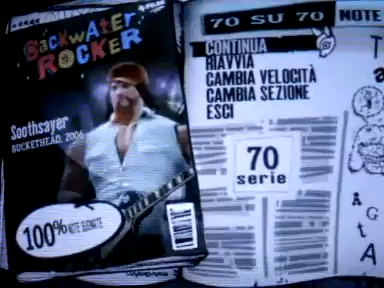 BACKWATER
ROCKER
Soothsayer
BUCKETHEAD, 2006
100% NOTE SUONATE
70 SU 70 NOTE
CONTINUA
RIAVVIA
CAMBIA VELOCITÀ
CAMBIA SEZIONE
ESCI
70
serie